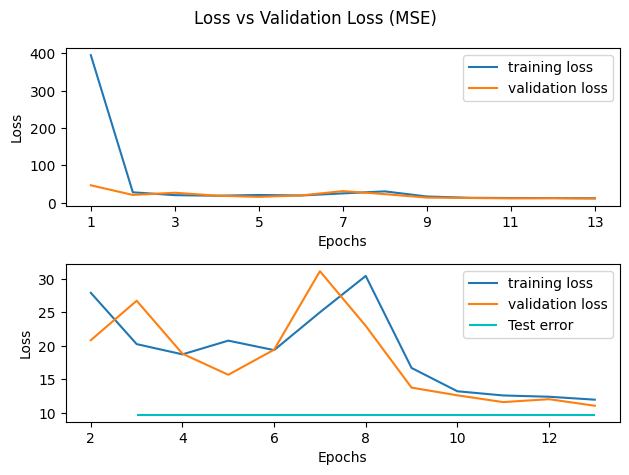 Loss vs Validation Loss (MSE)
400
300
200
100
0
Loss
training loss
validation loss
1 3 5 7 9 11 13
Epochs
30
25
20
15
10
Loss
training loss
validation loss
Test error
2 4 6 8 10 12
Epochs